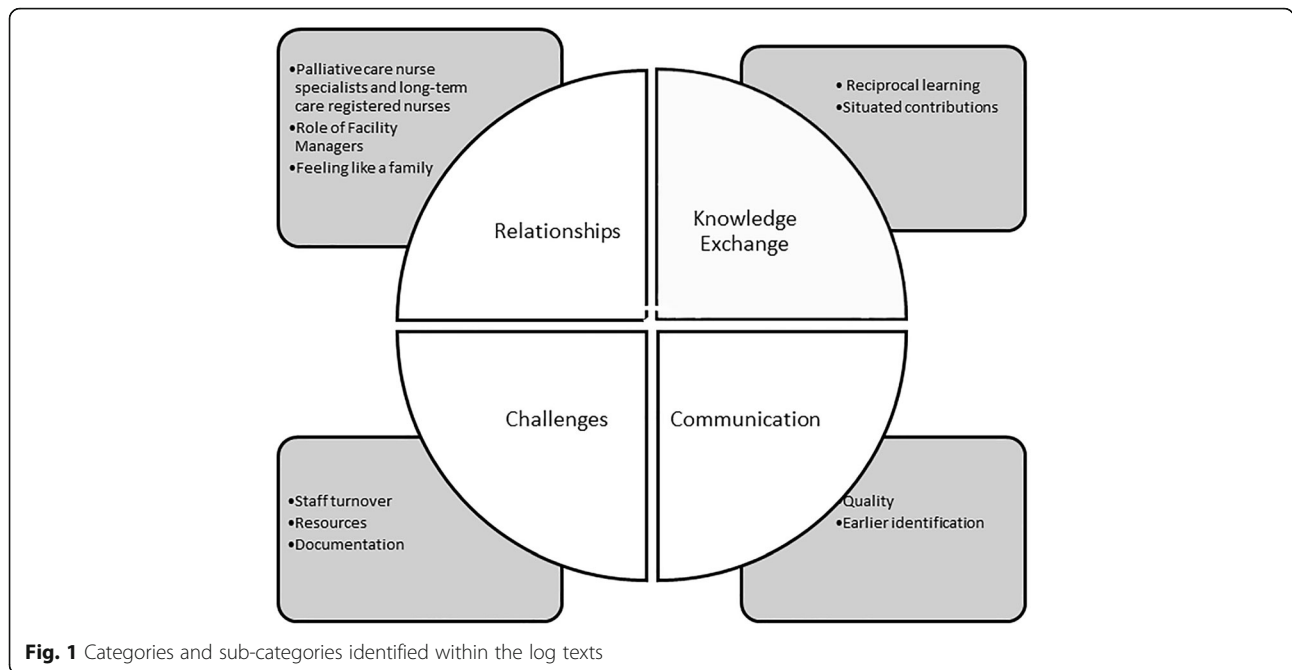 •Palliative care nurse
specialists and long-term
care registered nurses
•Role of Facility
Managers
•Feeling like a family
• Reciprocal learning
•Situated contributions
Relationships
Knowledge
Exchange
Challenges
Communication
•Staff turnover
•Resources
•Documentation
•Quality
•Earlier identification
Fig. 1 Categories and sub-categories identified within the log texts